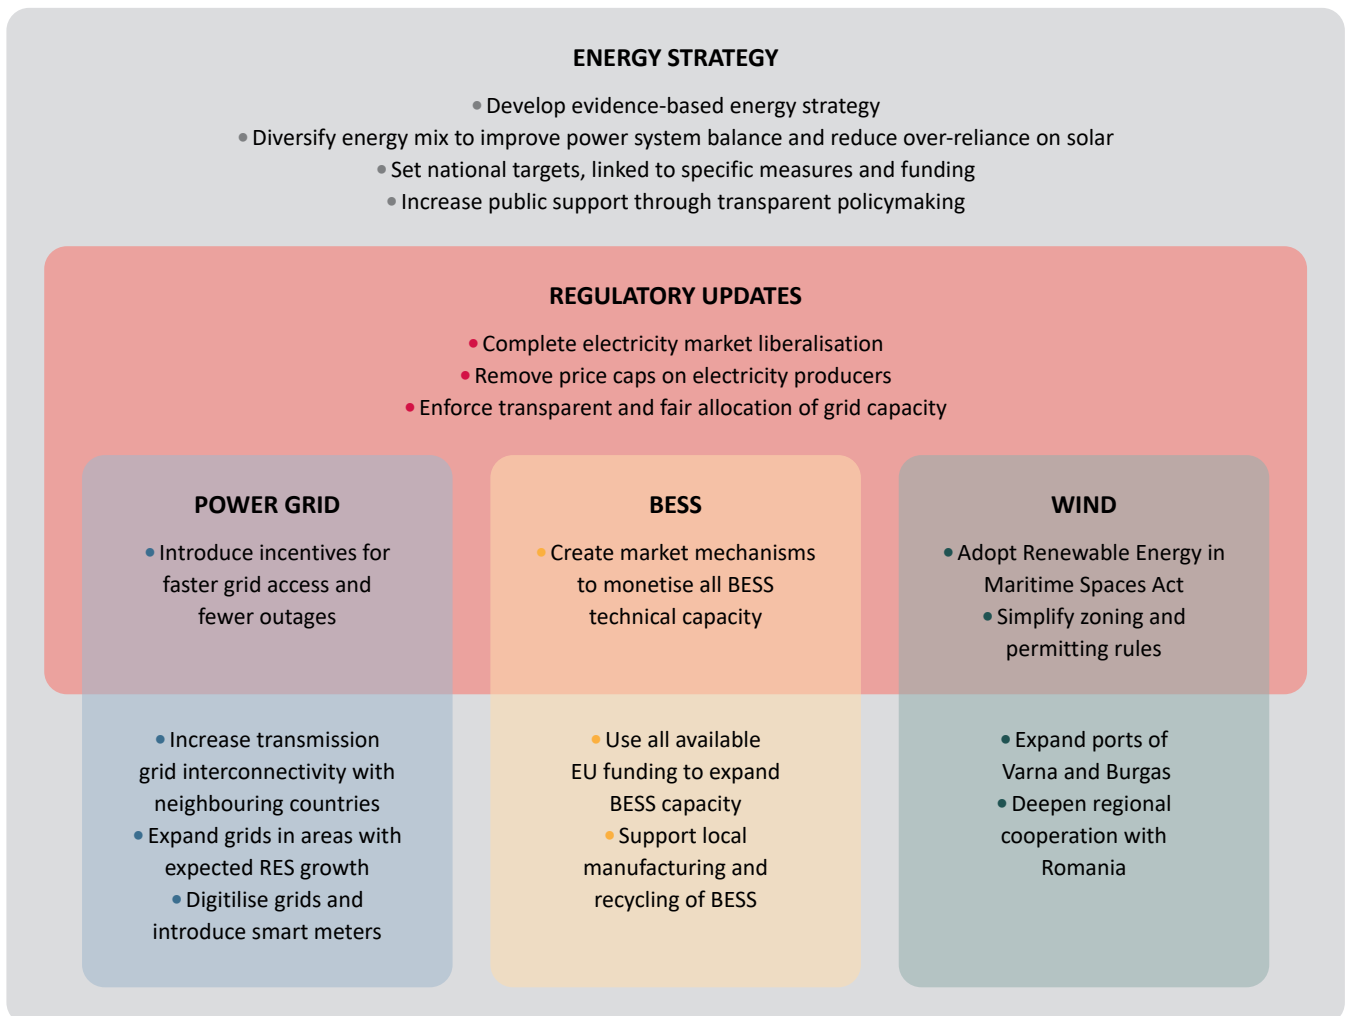 ENERGY STRATEGY
• Develop evidence-based energy strategy
• Diversify energy mix to improve power system balance and reduce over-reliance on solar
• Set national targets, linked to specific measures and funding
• Increase public support through transparent policymaking
REGULATORY UPDATES
• Complete electricity market liberalisation
• Remove price caps on electricity producers
• Enforce transparent and fair allocation of grid capacity
POWER GRID
• Introduce incentives for
faster grid access and
fewer outages
• Increase transmission
grid interconnectivity with
neighbouring countries
• Expand grids in areas with
expected RES growth
• Digitilise grids and
introduce smart meters
BESS
• Create market mechanisms
to monetise all BESS
technical capacity
• Use all available
EU funding to expand
BESS capacity
• Support local
manufacturing and
recycling of BESS
WIND
• Adopt Renewable Energy in
Maritime Spaces Act
• Simplify zoning and
permitting rules
• Expand ports of
Varna and Burgas
• Deepen regional
cooperation with
Romania